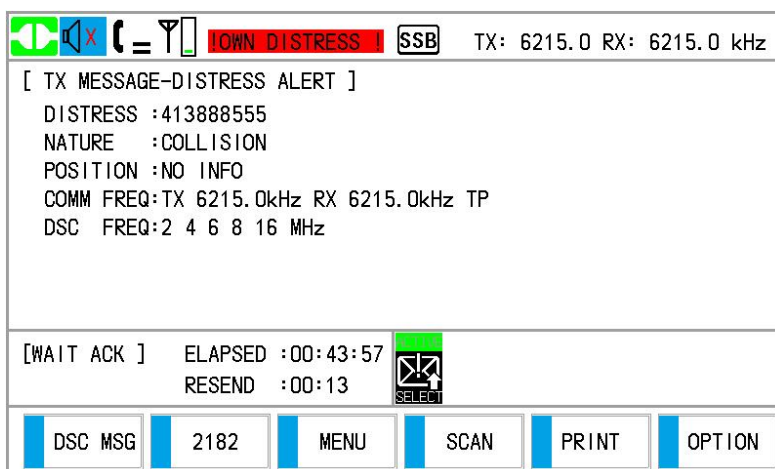 !OWN DISTRESS ! SSB TX: 6215.0 RX: 6215.0 kHz
[ TX MESSAGE-DISTRESS ALERT ]
DISTRESS :413888555
NATURE :COLLISION
POSITION :NO INFO
COMM FREQ:TX 6215.0kHz RX 6215.0kHz TP
DSC FREQ:2 4 6 8 16 MHz
[WAIT ACK ] ELAPSED :00:43:57
RESEND :00:13
ACTIVE
SELECT
DSC MSG 2182 MENU SCAN PRINT OPTION